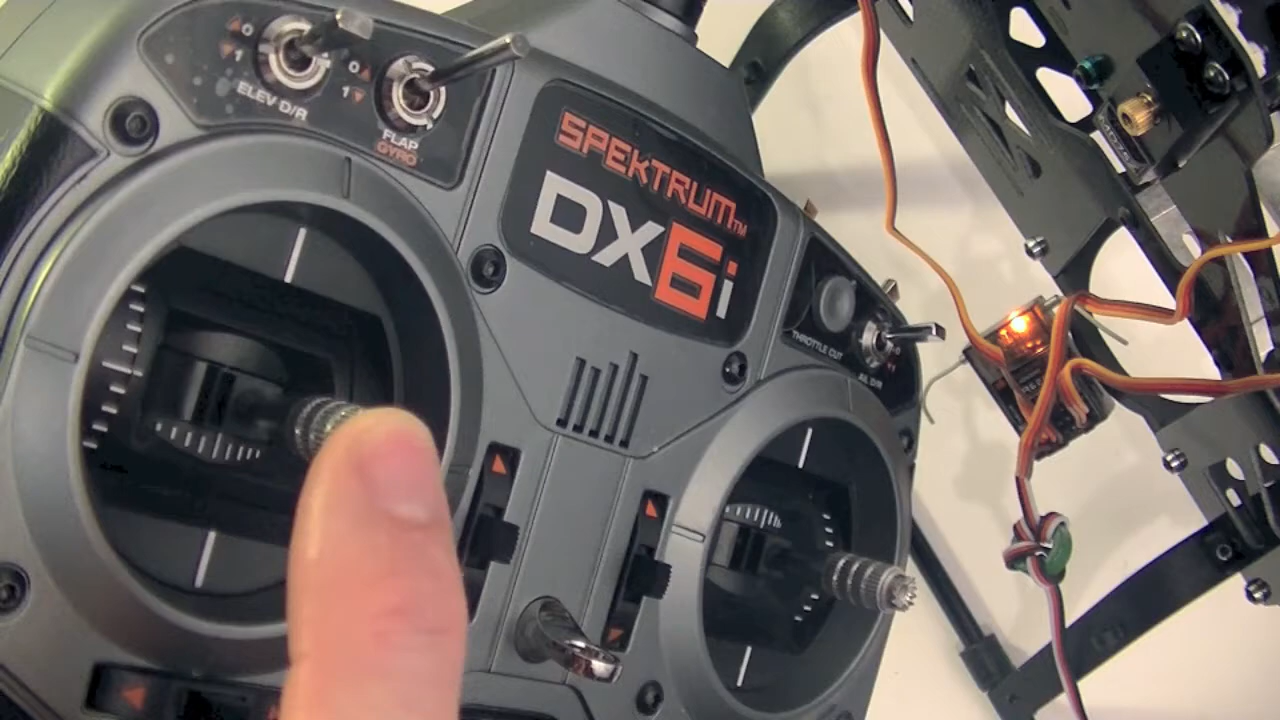 0
1
ELEV D/R
0
1
FLAP
GYRO
SPEKTRUM™
DX6i
THROTTLE CUT
AIL D/R